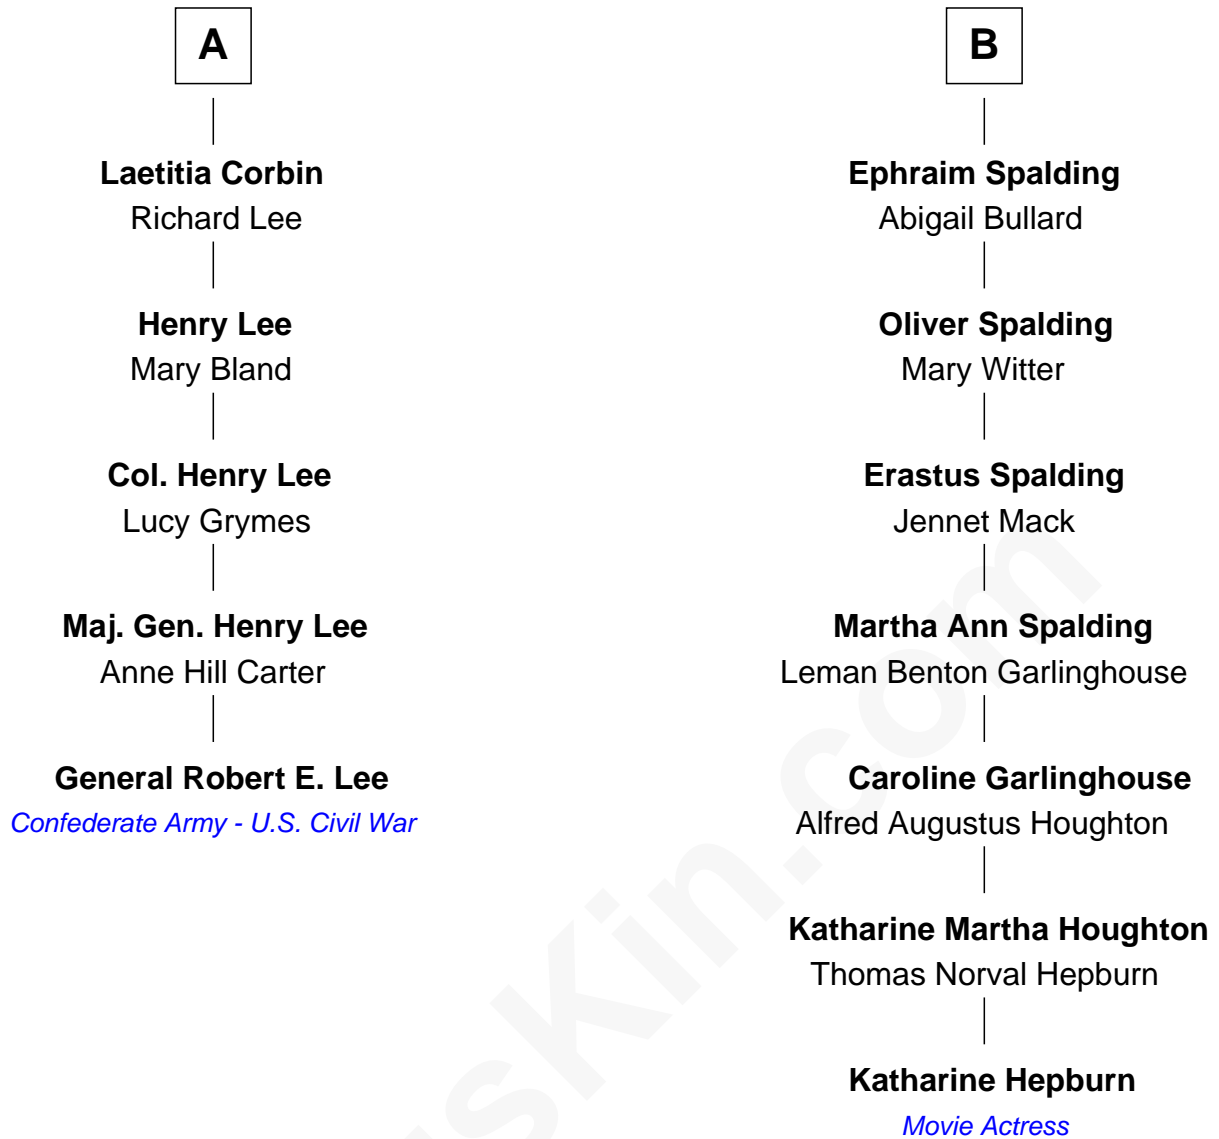 A
Laetitia Corbin
Richard Lee
Henry Lee
Mary Bland
Col. Henry Lee
Lucy Grymes
Maj. Gen. Henry Lee
Anne Hill Carter
General Robert E. Lee
Confederate Army - U.S. Civil War
B
Ephraim Spalding
Abigail Bullard
Oliver Spalding
Mary Witter
Erastus Spalding
Jennet Mack
Martha Ann Spalding
Leman Benton Garlinghouse
Caroline Garlinghouse
Alfred Augustus Houghton
Katharine Martha Houghton
Thomas Norval Hepburn
Katharine Hepburn
Movie Actress
sKin.com